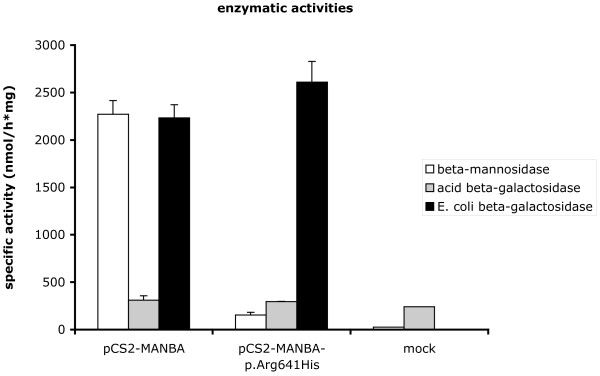 enzymatic activities
specific activity (nmol/h*mg)
3000
2500
2000
1500
1000
500
0
beta-mannosidase
acid beta-galactosidase
E. coli beta-galactosidase
pCS2-MANBA
pCS2-MANBA-
p.Arg641His
mock